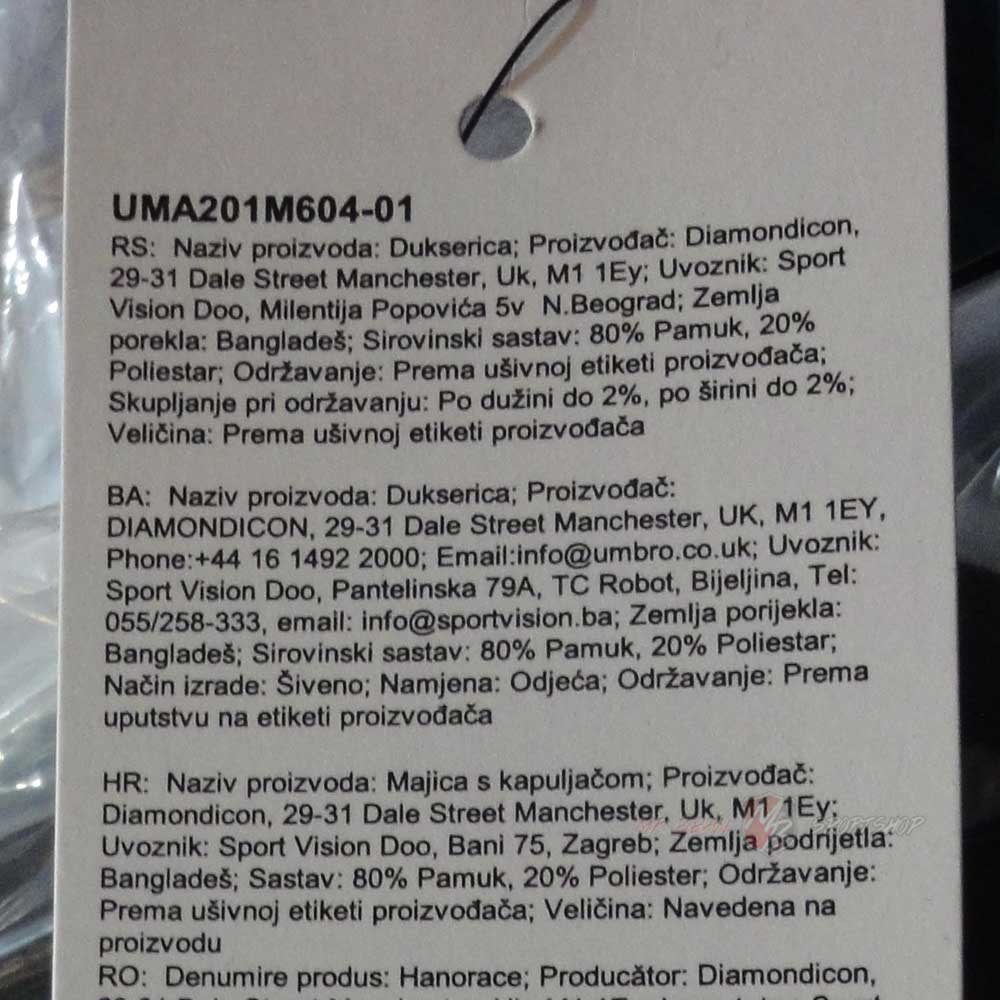 UMA201M604-01
RS: Naziv proizvoda: Dukserica; Proizvođač: Diamondicon,
29-31 Dale Street Manchester, Uk, M1 1Ey; Uvoznik: Sport
Vision Doo, Milentija Popovića 5v N.Beograd; Zemlja
porekla: Bangladeš; Sirovinski sastav: 80% Pamuk, 20%
Poliestar; Održavanje: Prema ušivnoj etiketi proizvođača;
Skupljanje pri održavanju: Po dužini do 2%, po širini do 2%;
Veličina: Prema ušivnoj etiketi proizvođača
BA: Naziv proizvoda: Dukserica; Proizvođač:
DIAMONDICON, 29-31 Dale Street Manchester, UK, M1 1EY,
Phone:+44 16 1492 2000; Email:info@umbro.co.uk; Uvoznik:
Sport Vision Doo, Pantelinska 79A, TC Robot, Bijeljina, Tel:
055/258-333, email: info@sportvision.ba; Zemlja porijekla:
Bangladeš; Sirovinski sastav: 80% Pamuk, 20% Poliestar;
Način izrade: Šiveno; Namjena: Odjeća; Održavanje: Prema
uputstvu na etiketi proizvođača
HR: Naziv proizvoda: Majica s kapuljačom; Proizvođač:
Diamondicon, 29-31 Dale Street Manchester, Uk, M1 1Ey;
Uvoznik: Sport Vision Doo, Bani 75, Zagreb; Zemlja podrijetla:
Bangladeš; Sastav: 80% Pamuk, 20% Poliester; Održavanje:
Prema ušivnoj etiketi proizvođača; Veličina: Navedena na
proizvodu
RO: Denumire produs: Hanorace; Producător: Diamondicon,